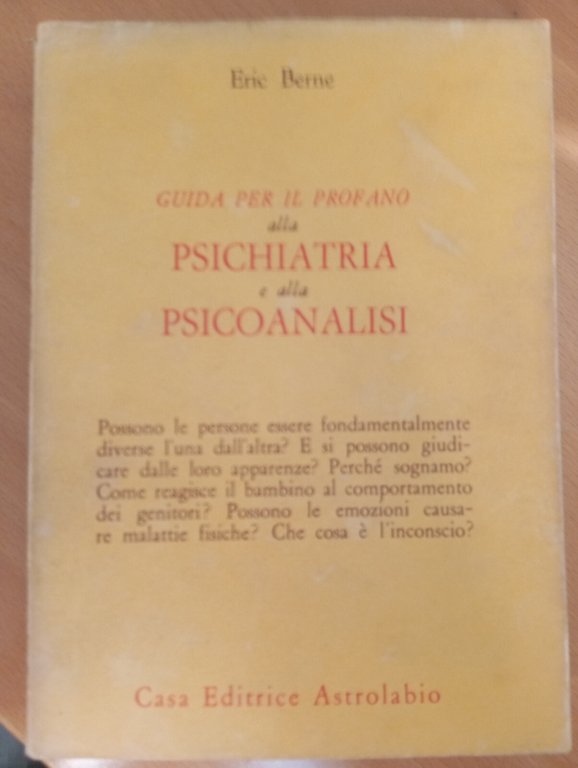 Eric Berne
GUIDA PER IL PROFANO
alla
PSICHIATRIA
e alla
PSICOANALISI
Possono le persone essere fondamentalmente
diverse l'una dall'altra? E si possono giudi-
care dalle loro apparenze? Perché sognamo?
Come reagisce il bambino al comportamento
dei genitori? Possono le emozioni causa-
re malattie fisiche? Che cosa è l'inconscio?
Casa Editrice Astrolabio